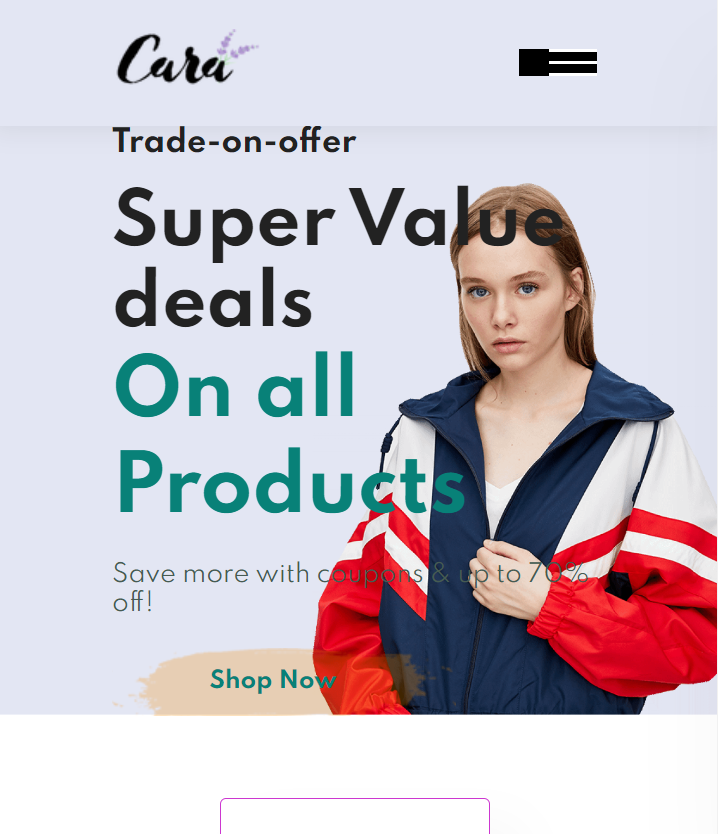 Cara
Trade-on-offer
Super Value
deals
On all
Products
Save more with coupons & up to 70%
off!
Shop Now